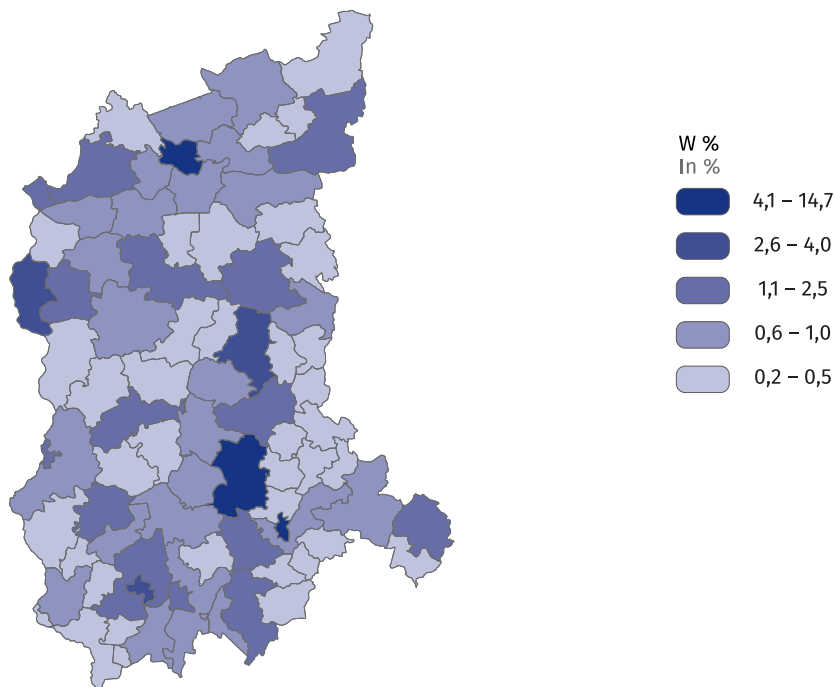 W %
In %
4,1 – 14,7
2,6 – 4,0
1,1 – 2,5
0,6 – 1,0
0,2 – 0,5